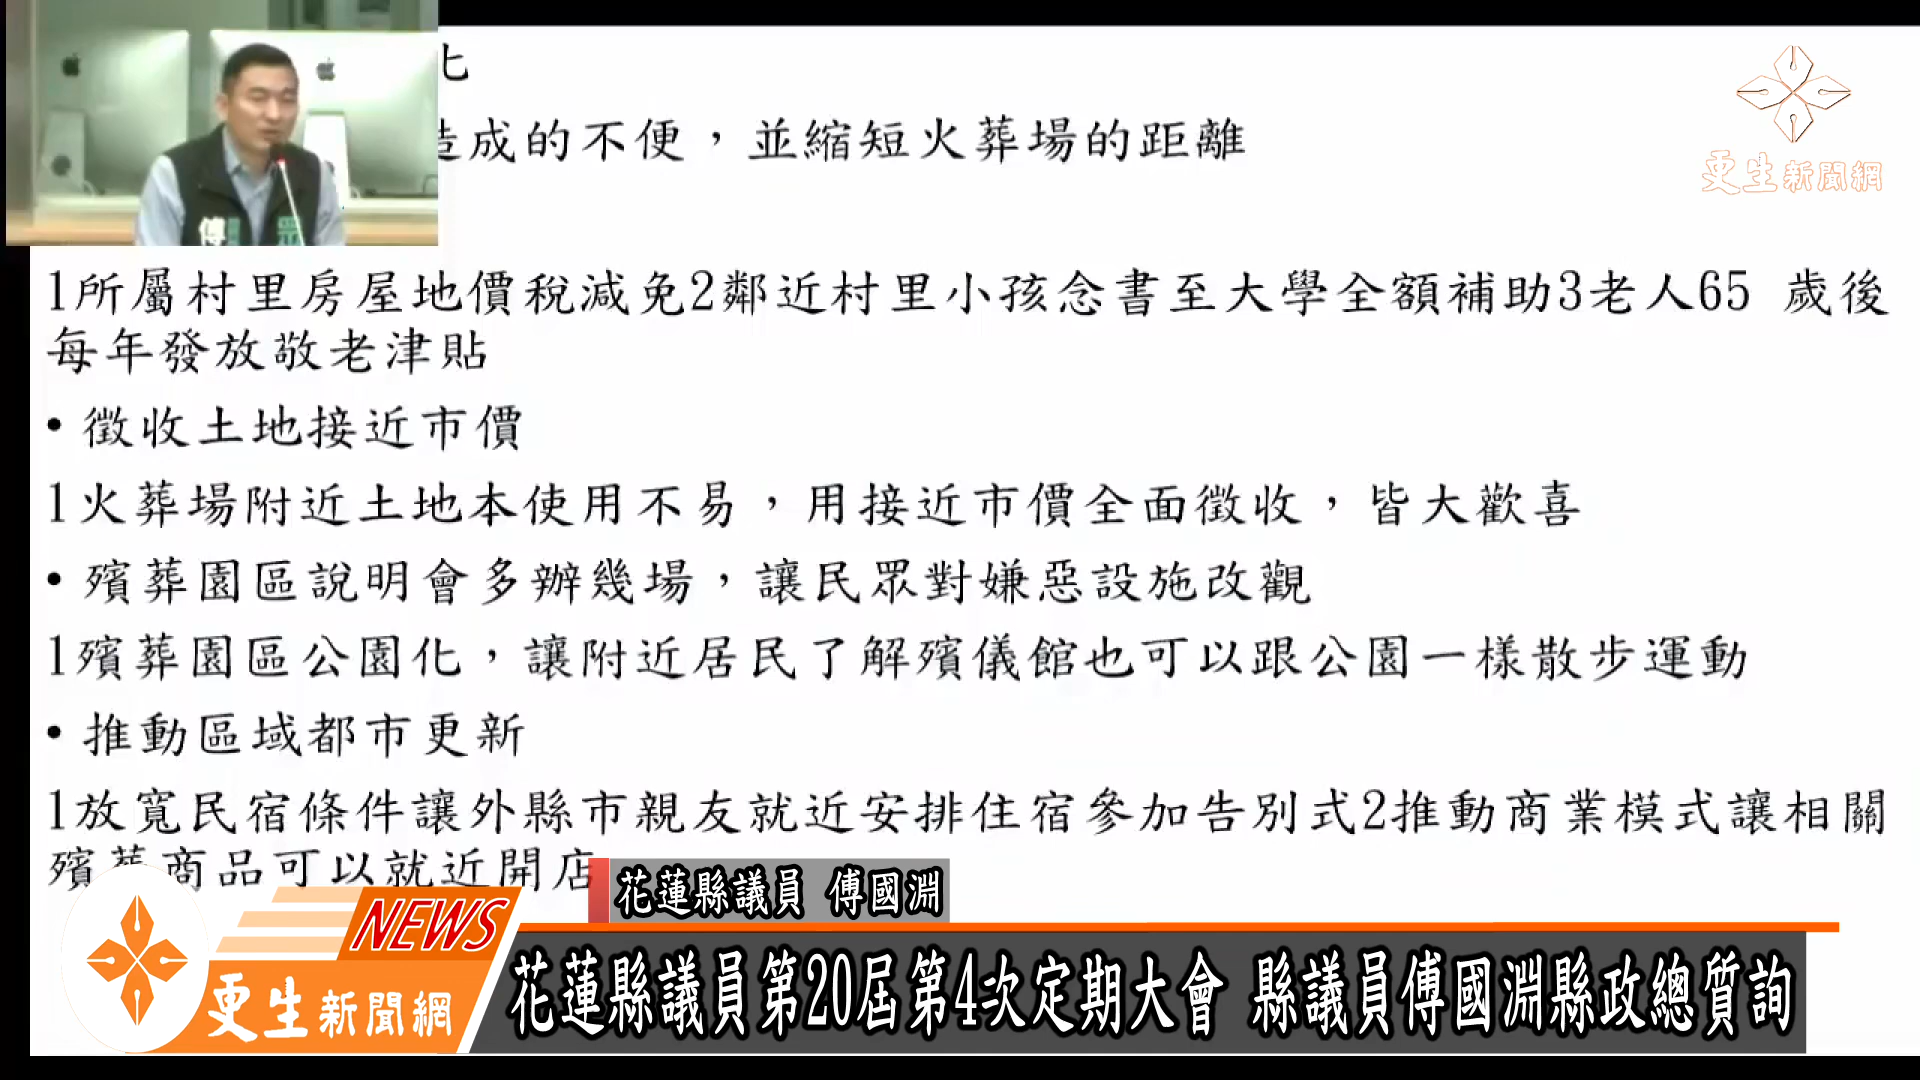 化
造成的不便，並縮短火葬場的距離
更生新聞網
傅
1所屬村里房屋地價稅減免2鄰近村里小孩念書至大學全額補助3老人65 歲後
每年發放敬老津貼
• 徵收土地接近市價
1火葬場附近土地本使用不易，用接近市價全面徵收，皆大歡喜
• 殯葬園區說明會多辦幾場，讓民眾對嫌惡設施改觀
1殯葬園區公園化，讓附近居民了解殯儀館也可以跟公園一樣散步運動
• 推動區域都市更新
1放寬民宿條件讓外縣市親友就近安排住宿參加告別式2推動商業模式讓相關
殯葬商品可以就近開店
花蓮縣議員 傅國淵
NEWS
更生新聞網
花蓮縣議員第20屆第4次定期大會 縣議員傅國淵縣政總質詢